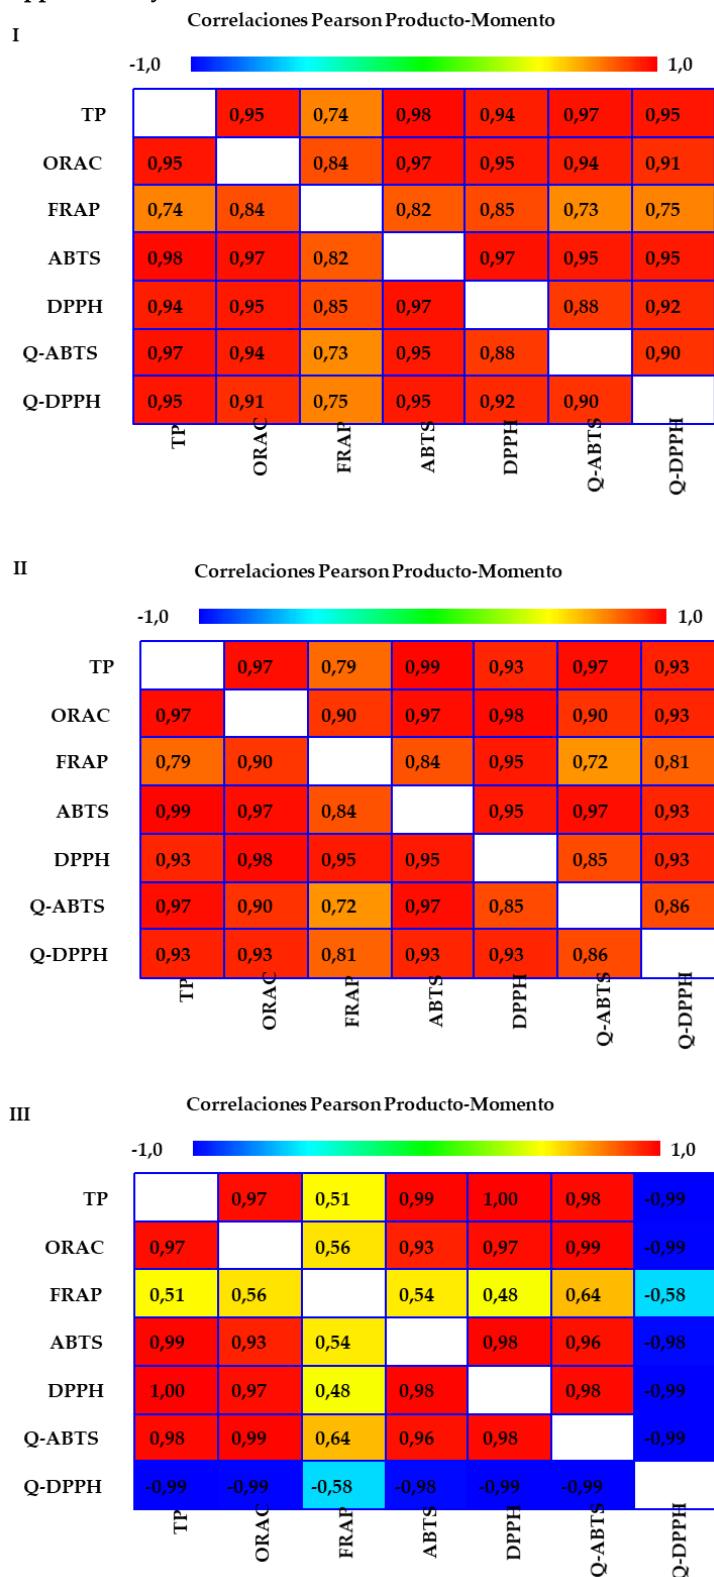 I
Correlaciones Pearson Producto-Momento
-1,0 1,0
TP 0,95 0,74 0,98 0,94 0,97 0,95
ORAC 0,95 0,84 0,97 0,95 0,94 0,91
FRAP 0,74 0,84 0,82 0,85 0,73 0,75
ABTS 0,98 0,97 0,82 0,97 0,95 0,95
DPPH 0,94 0,95 0,85 0,97 0,88 0,92
Q-ABTS 0,97 0,94 0,73 0,95 0,88 0,90
Q-DPPH 0,95 0,91 0,75 0,95 0,92 0,90
TP ORAC FRAP ABTS DPPH Q-ABTS Q-DPPH
II
Correlaciones Pearson Producto-Momento
-1,0 1,0
TP 0,97 0,79 0,99 0,93 0,97 0,93
ORAC 0,97 0,90 0,97 0,98 0,90 0,93
FRAP 0,79 0,90 0,84 0,95 0,72 0,81
ABTS 0,99 0,97 0,84 0,95 0,97 0,93
DPPH 0,93 0,98 0,95 0,95 0,85 0,93
Q-ABTS 0,97 0,90 0,72 0,97 0,85 0,86
Q-DPPH 0,93 0,93 0,81 0,93 0,93 0,86
TP ORAC FRAP ABTS DPPH Q-ABTS Q-DPPH
III
Correlaciones Pearson Producto-Momento
-1,0 1,0
TP 0,97 0,51 0,99 1,00 0,98 -0,99
ORAC 0,97 0,56 0,93 0,97 0,99 -0,99
FRAP 0,51 0,56 0,54 0,48 0,64 -0,58
ABTS 0,99 0,93 0,54 0,98 0,96 -0,98
DPPH 1,00 0,97 0,48 0,98 0,98 -0,99
Q-ABTS 0,98 0,99 0,64 0,96 0,98 -0,99
Q-DPPH -0,99 -0,99 -0,58 -0,98 -0,99 -0,99
TP ORAC FRAP ABTS DPPH Q-ABTS Q-DPPH